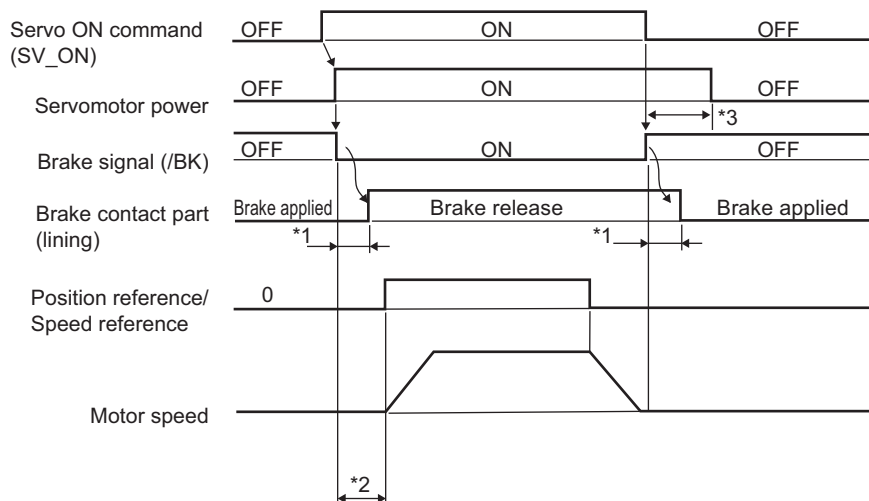 Servo ON command
(SV_ON)
OFF
ON
OFF
Servomotor power
OFF
ON
*3
OFF
Brake signal (/BK)
OFF
ON
OFF
Brake contact part
(lining)
Brake applied
Brake release
Brake applied
*1
*1
Position reference/
Speed reference
0
Motor speed
*2